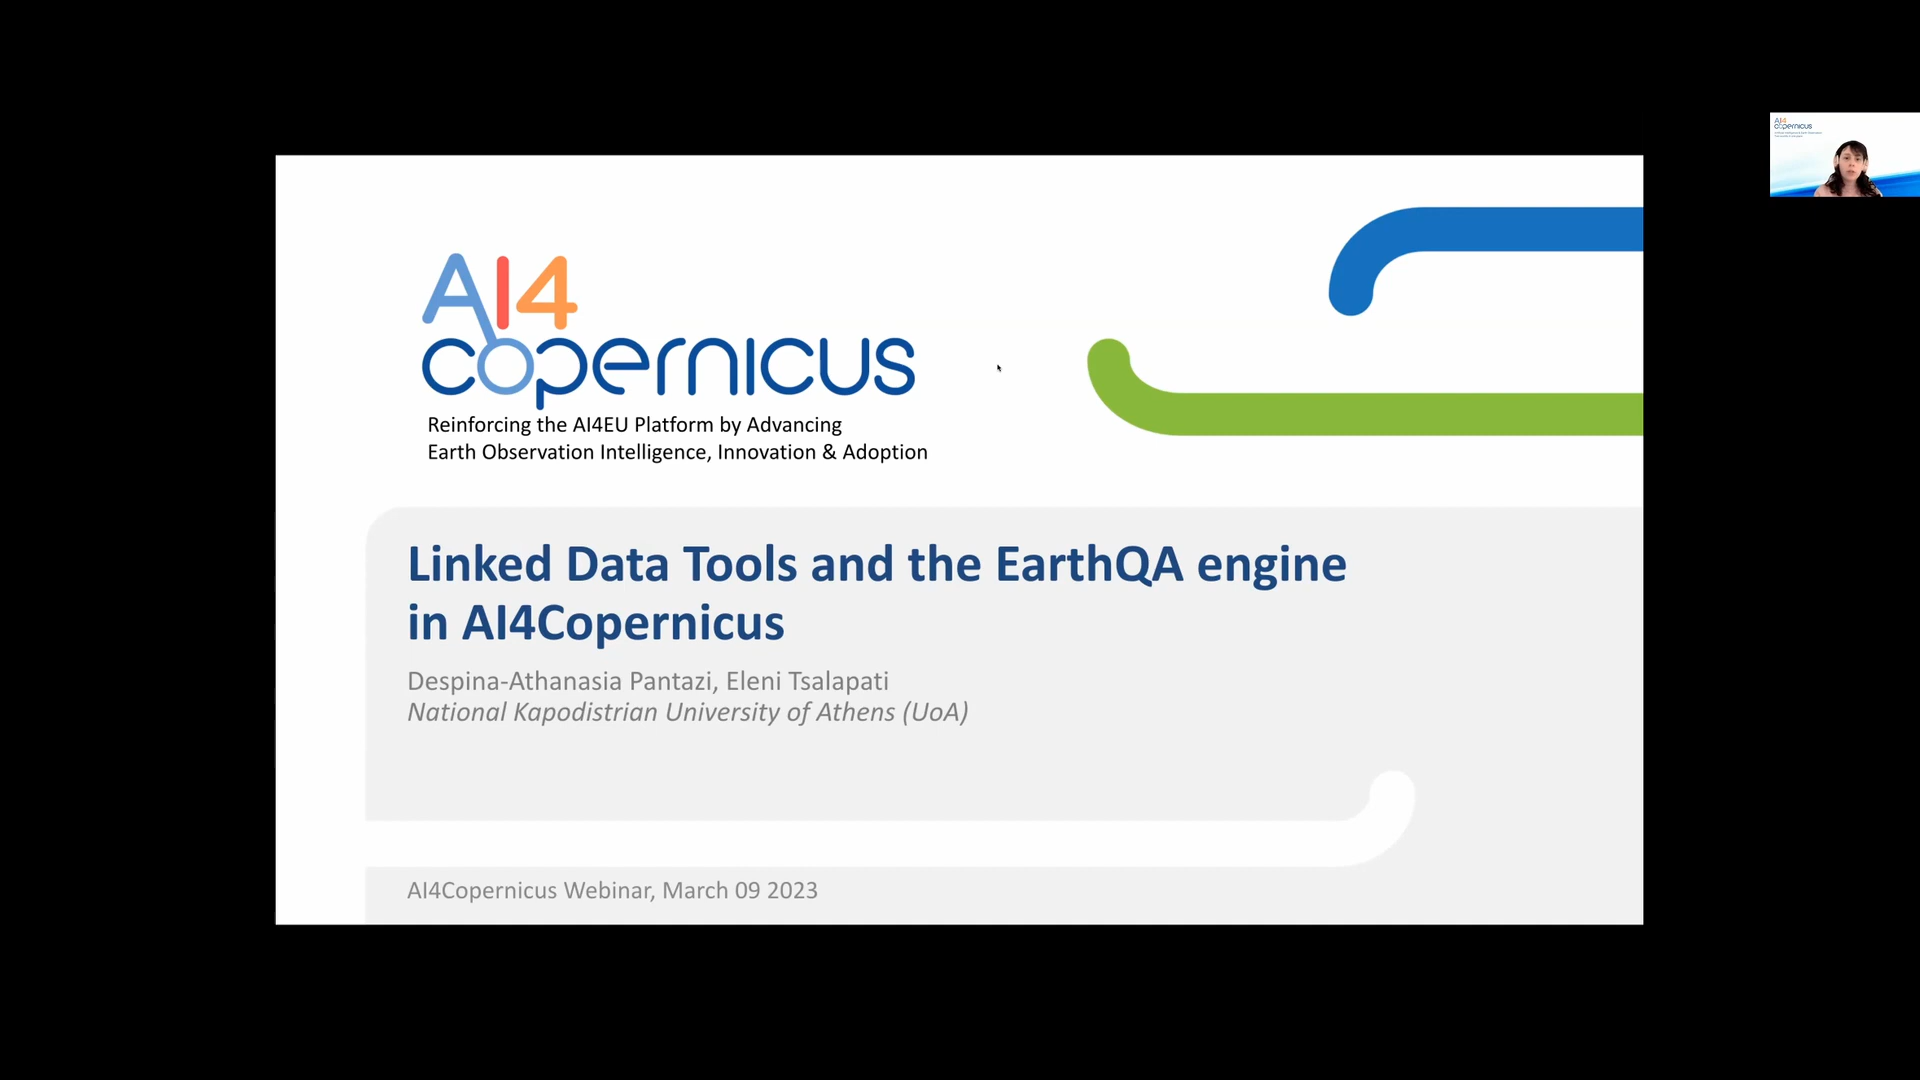 AI4
copernicus
Reinforcing the AI4EU Platform by Advancing
Earth Observation Intelligence, Innovation & Adoption
Linked Data Tools and the EarthQA engine
in AI4Copernicus
Despina-Athanasia Pantazi, Eleni Tsalapati
National Kapodistrian University of Athens (UoA)
AI4Copernicus Webinar, March 09 2023
AI4
copernicus